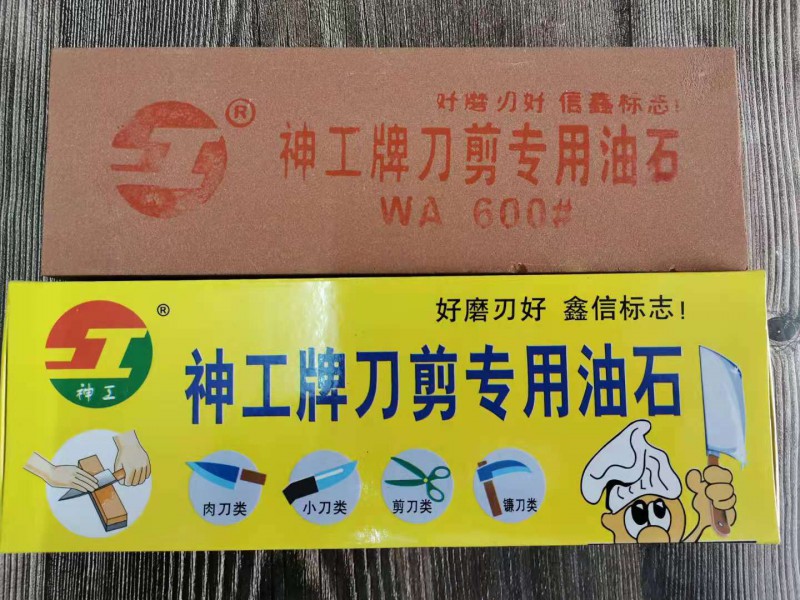 ®
好磨刃好 信鑫标志!
神工牌刀剪专用油石
WA 600#
®
好磨刃好 鑫信标志!
神工
神工牌刀剪专用油石
肉刀类
小刀类
剪刀类
镰刀类